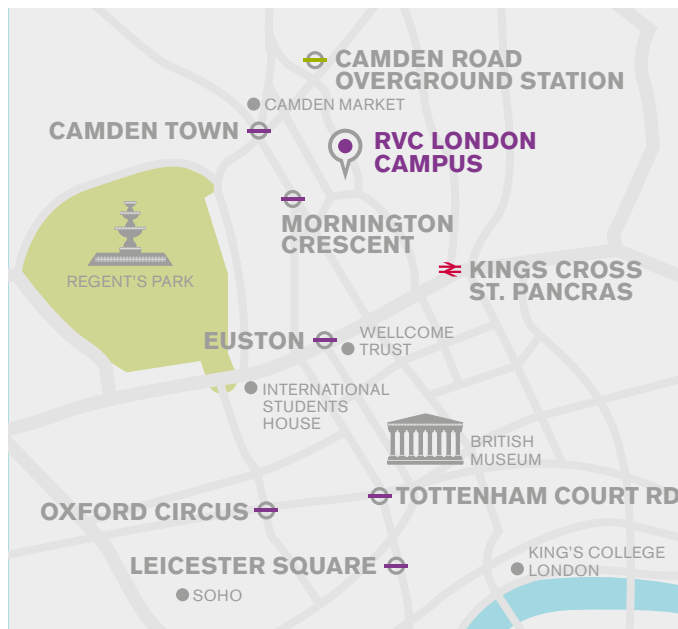 CAMDEN ROAD
OVERGROUND STATION
CAMDEN MARKET
CAMDEN TOWN
RVC LONDON
CAMPUS
MORNINGTON
CRESCENT
REGENT'S PARK
KINGS CROSS
ST. PANCRAS
EUSTON
WELLCOME
TRUST
INTERNATIONAL
STUDENTS
HOUSE
BRITISH
MUSEUM
TOTTENHAM COURT RD
OXFORD CIRCUS
LEICESTER SQUARE
KING'S COLLEGE
LONDON
SOHO